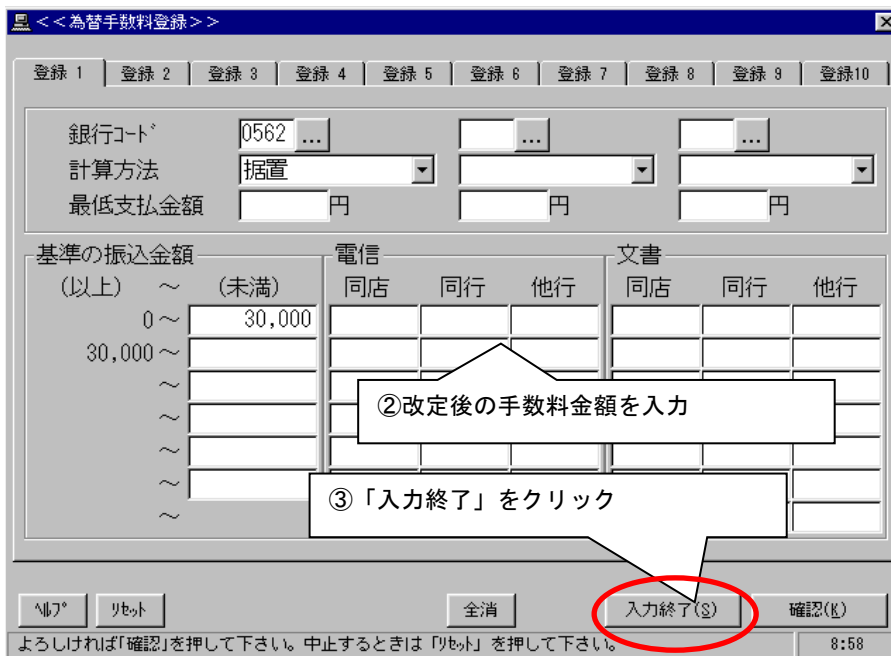 ＜＜為替手数料登録＞＞
登録 1 登録 2 登録 3 登録 4 登録 5 登録 6 登録 7 登録 8 登録 9 登録10
銀行ｺｰﾄﾞ 0562 ... ... ...
計算方法 据置
最低支払金額 円 円 円
基準の振込金額 電信 文書
(以上) ～ (未満) 同店 同行 他行 同店 同行 他行
0～ 30,000
30,000～
～
～
②改定後の手数料金額を入力
～
～
③「入力終了」をクリック
～
ﾍﾙﾌﾟ ﾘｾｯﾄ 全消 入力終了(S) 確認(K)
よろしければ｢確認｣を押して下さい。中止するときは ｢ﾘｾｯﾄ｣ を押して下さい。 8:58